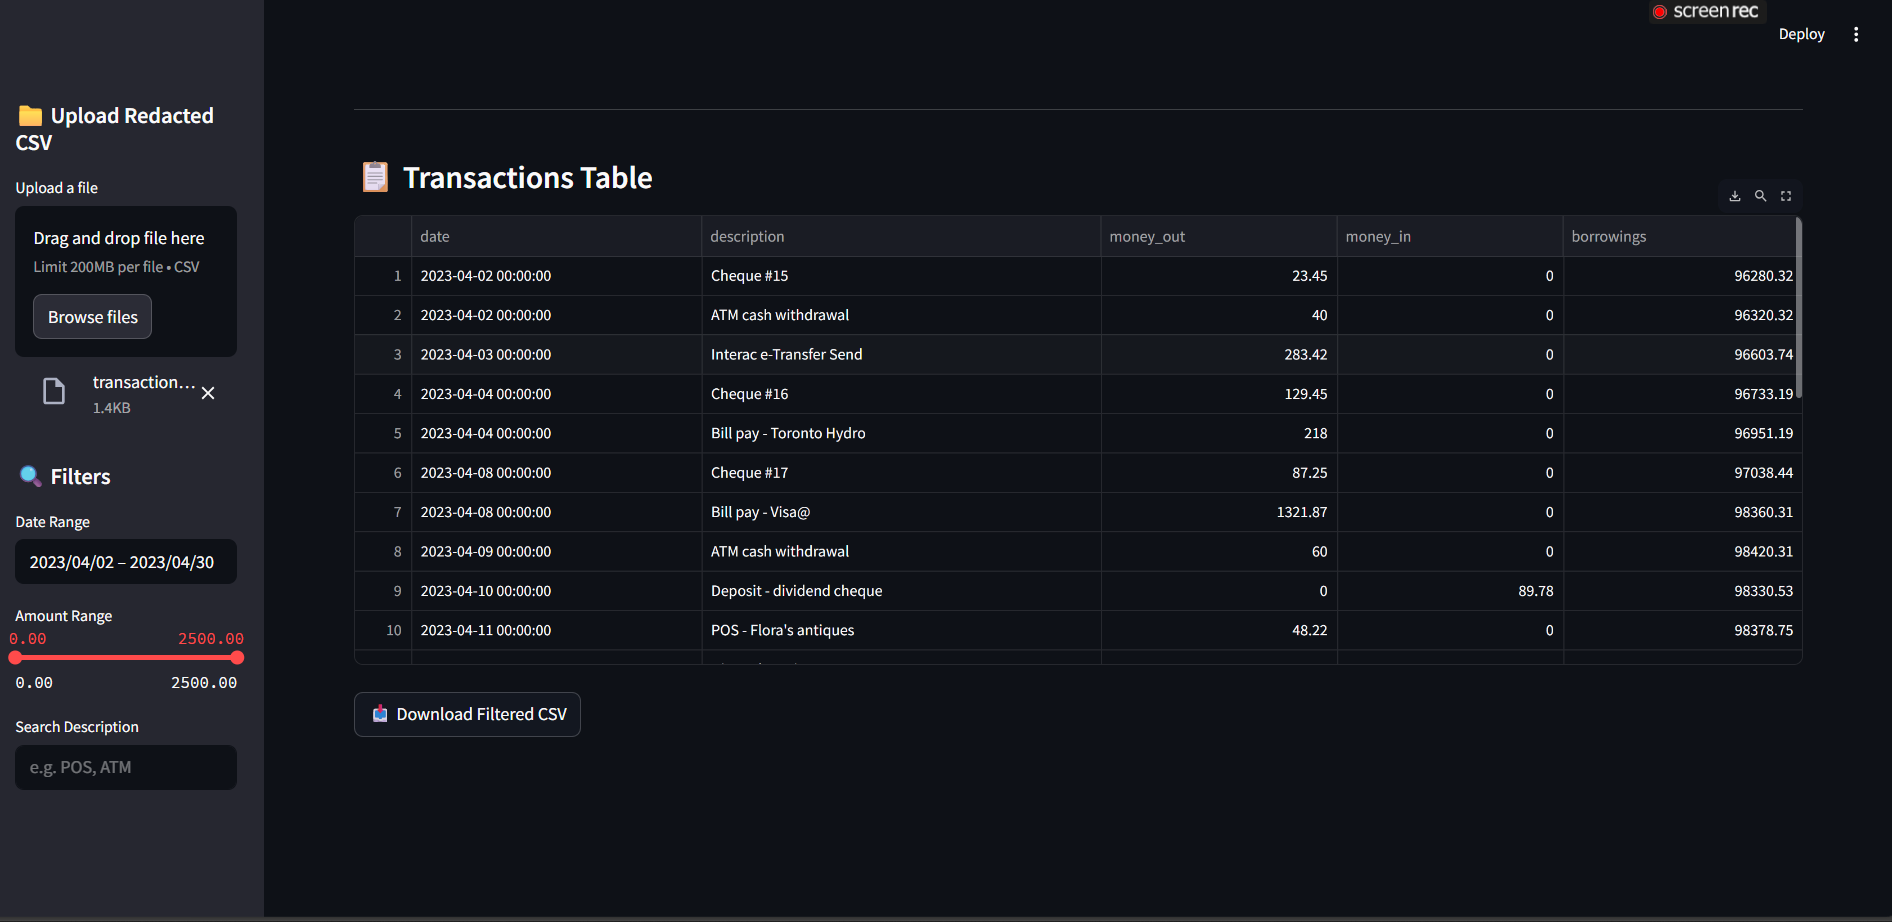 screenrec
Deploy
Upload Redacted
CSV
Upload a file
Drag and drop file here
Limit 200MB per file • CSV
Browse files
transaction...
1.4KB
Filters
Date Range
2023/04/02 – 2023/04/30
Amount Range
0.00 2500.00
0.00 2500.00
Search Description
e.g. POS, ATM
Transactions Table
date description money_out money_in borrowings
1 2023-04-02 00:00:00 Cheque #15 23.45 0 96280.32
2 2023-04-02 00:00:00 ATM cash withdrawal 40 0 96320.32
3 2023-04-03 00:00:00 Interac e-Transfer Send 283.42 0 96603.74
4 2023-04-04 00:00:00 Cheque #16 129.45 0 96733.19
5 2023-04-04 00:00:00 Bill pay - Toronto Hydro 218 0 96951.19
6 2023-04-08 00:00:00 Cheque #17 87.25 0 97038.44
7 2023-04-08 00:00:00 Bill pay - Visa@ 1321.87 0 98360.31
8 2023-04-09 00:00:00 ATM cash withdrawal 60 0 98420.31
9 2023-04-10 00:00:00 Deposit - dividend cheque 0 89.78 98330.53
10 2023-04-11 00:00:00 POS - Flora's antiques 48.22 0 98378.75
Download Filtered CSV